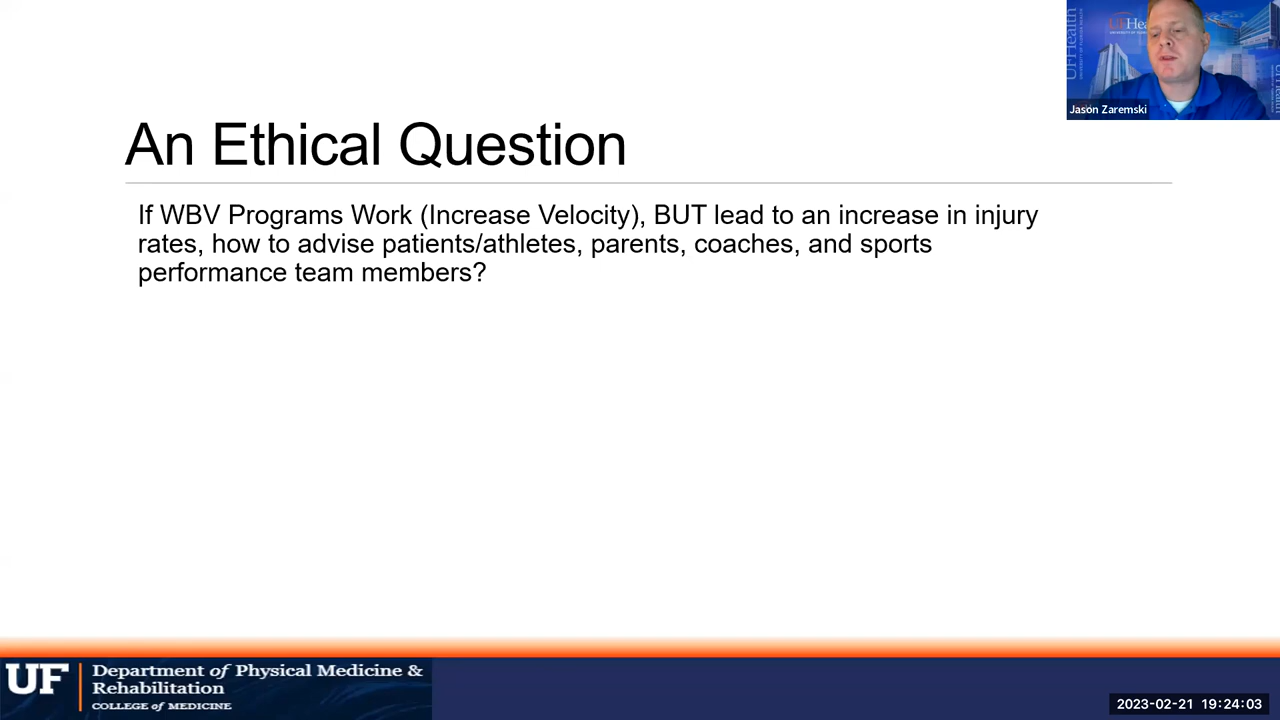 UFHealth
UFHea
Jason Zaremski
An Ethical Question
If WBV Programs Work (Increase Velocity), BUT lead to an increase in injury
rates, how to advise patients/athletes, parents, coaches, and sports
performance team members?
UF
Department of Physical Medicine &
Rehabilitation
COLLEGE of MEDICINE
2023-02-21 19:24:03